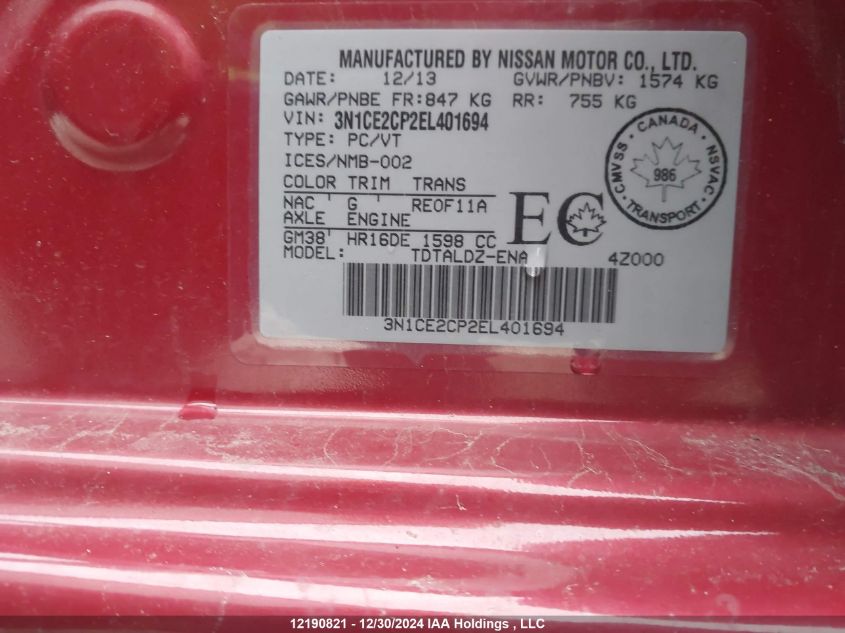 MANUFACTURED BY NISSAN MOTOR CO., LTD.
DATE: 12/13 GVWR/PNBV: 1574 KG
GAWR/PNBE FR:847 KG RR: 755 KG
VIN: 3N1CE2CP2EL401694
TYPE: PC/VT
ICES/NMB-002
COLOR TRIM TRANS
NAC ' G ' REOF11A
AXLE ENGINE
GM38' HR16DE 1598 CC
MODEL: TDTALDZ-ENA 4Z000
EC
CANADA
CMVSS 986 NSVAC
TRANSPORT
3N1CE2CP2EL401694
12190821 - 12/30/2024 IAA Holdings , LLC